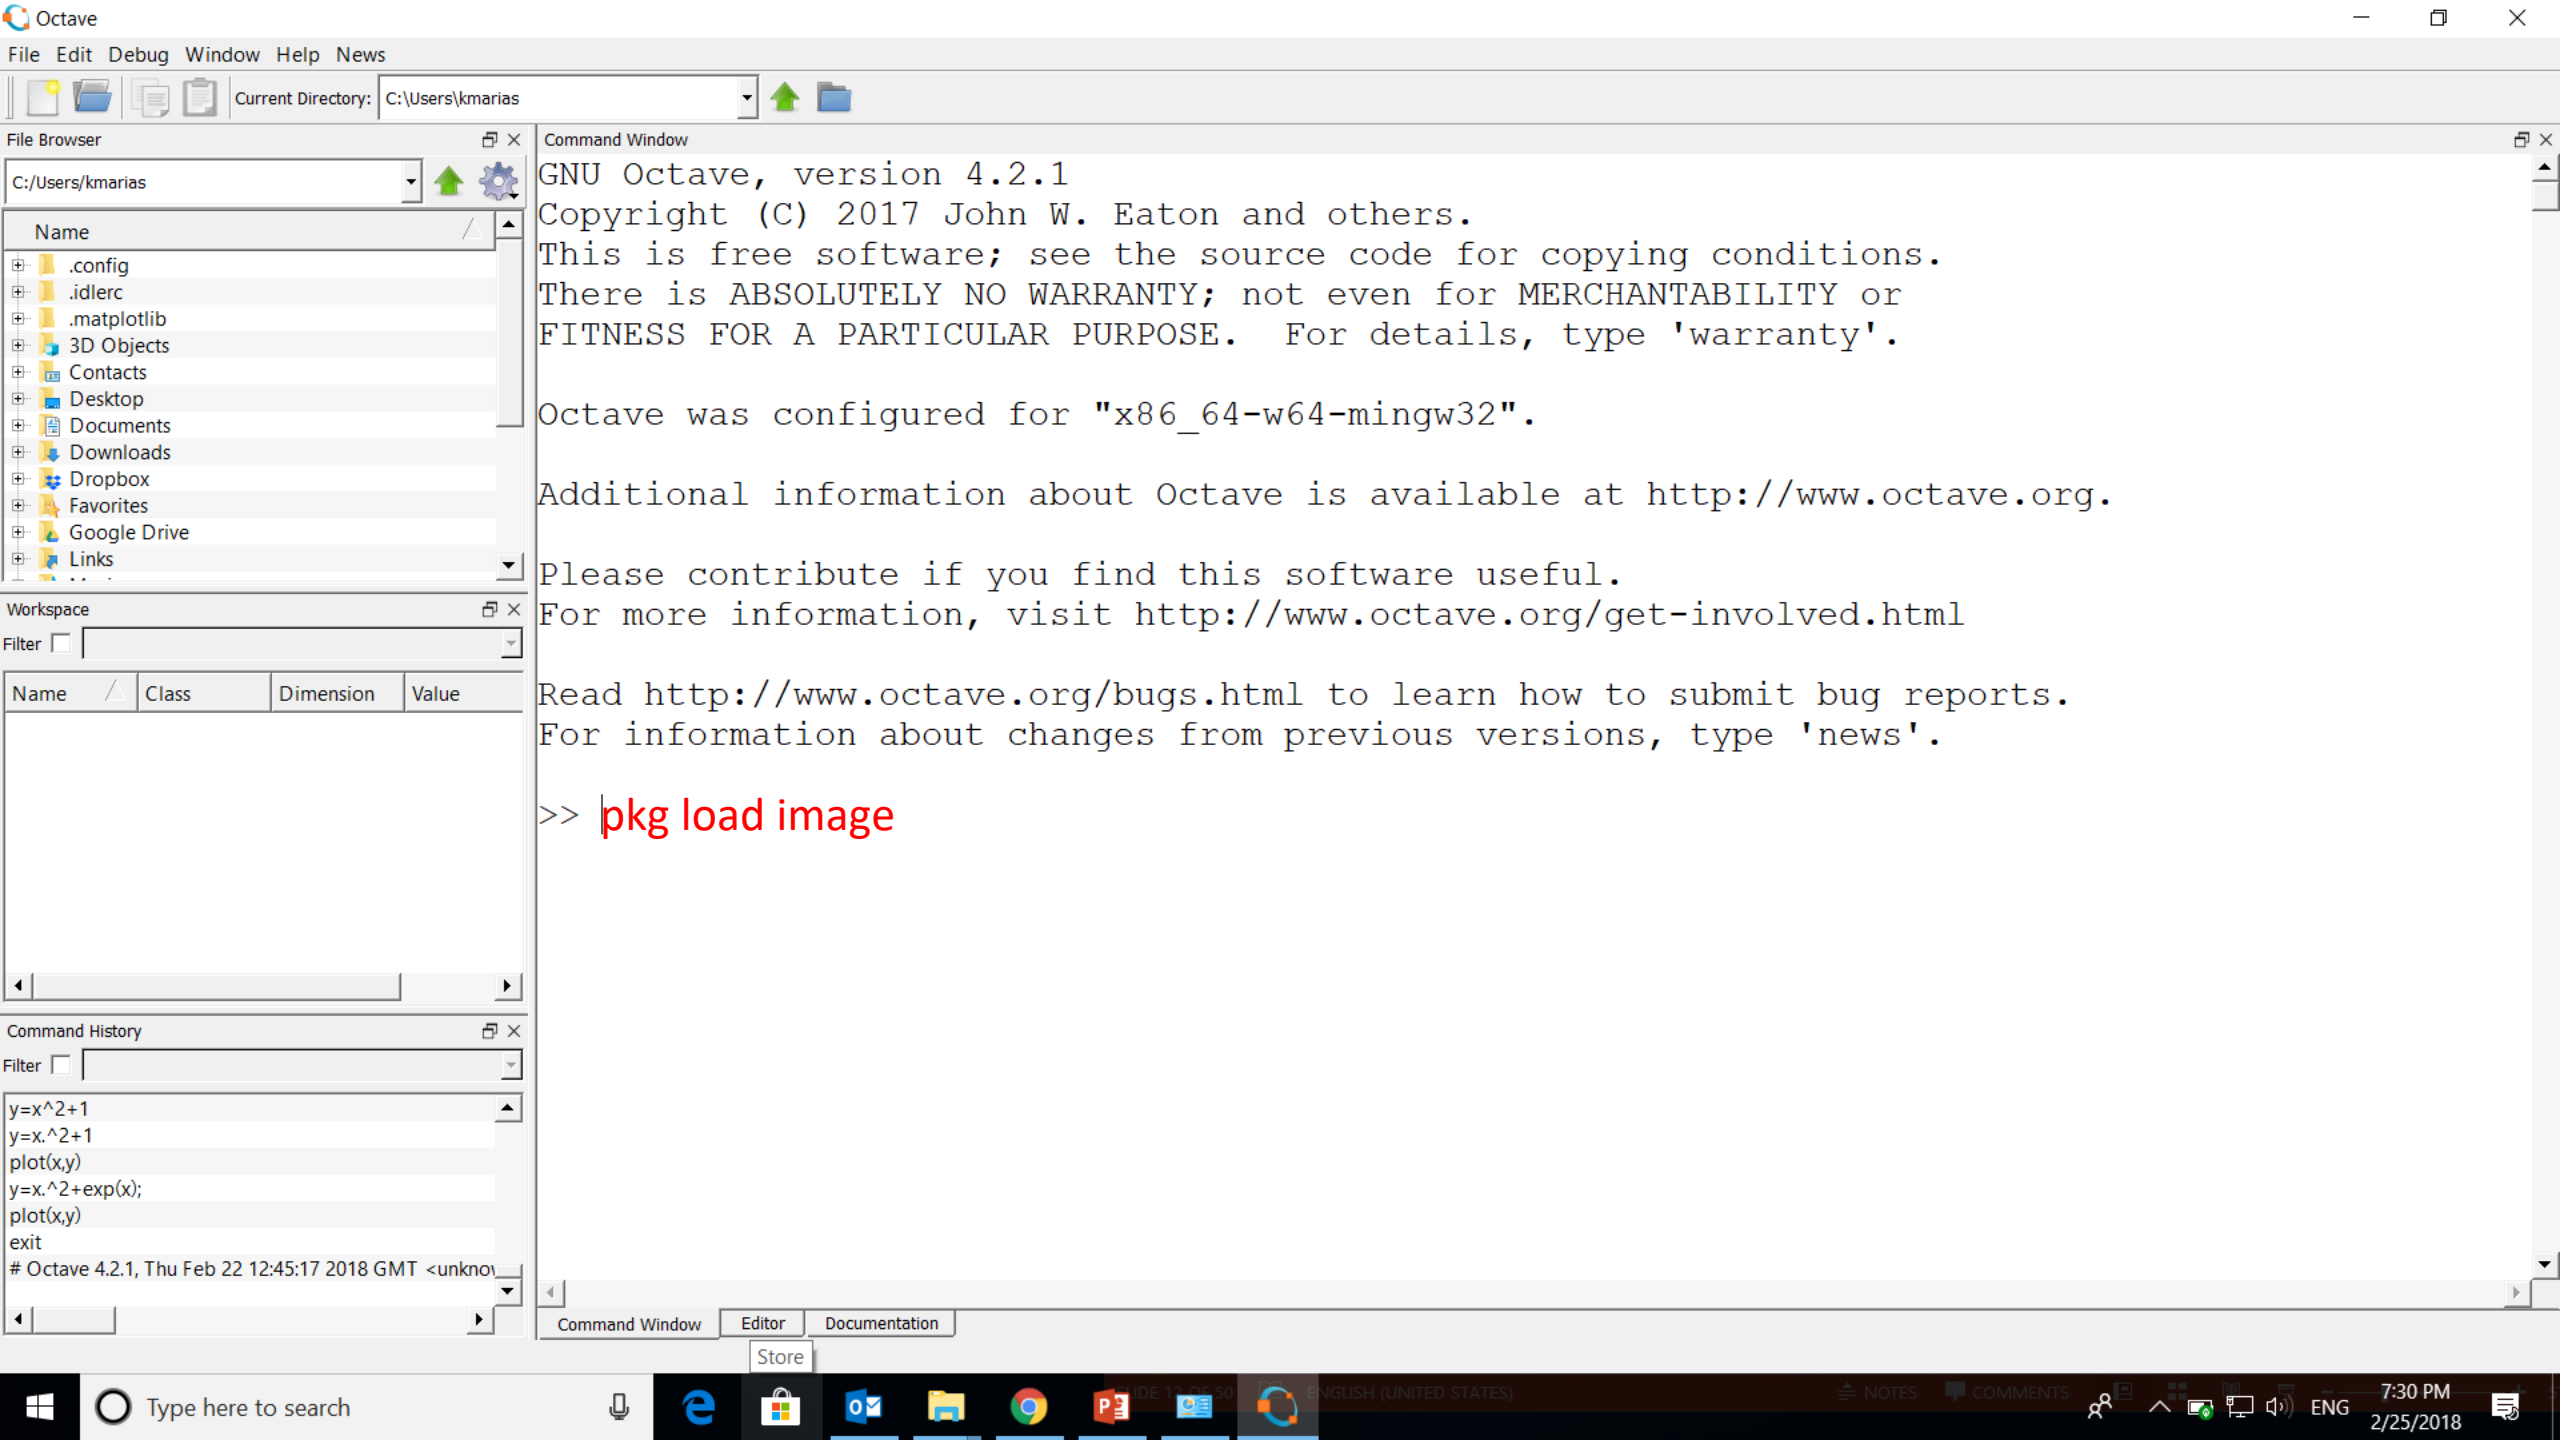 Octave
File Edit Debug Window Help News
Current Directory: C:\Users\kmarias
File Browser
C:/Users/kmarias
Name
.config
.idlerc
.matplotlib
3D Objects
Contacts
Desktop
Documents
Downloads
Dropbox
Favorites
Google Drive
Links
Workspace
Filter
Name Class Dimension Value
Command History
Filter
y=x^2+1
y=x.^2+1
plot(x,y)
y=x.^2+exp(x);
plot(x,y)
exit
# Octave 4.2.1, Thu Feb 22 12:45:17 2018 GMT <unknow
Command Window
GNU Octave, version 4.2.1
Copyright (C) 2017 John W. Eaton and others.
This is free software; see the source code for copying conditions.
There is ABSOLUTELY NO WARRANTY; not even for MERCHANTABILITY or
FITNESS FOR A PARTICULAR PURPOSE.  For details, type 'warranty'.
Octave was configured for "x86_64-w64-mingw32".
Additional information about Octave is available at http://www.octave.org.
Please contribute if you find this software useful.
For more information, visit http://www.octave.org/get-involved.html
Read http://www.octave.org/bugs.html to learn how to submit bug reports.
For information about changes from previous versions, type 'news'.
>> pkg load image
Command Window Editor Documentation
Store
Type here to search
ENGLISH (UNITED STATES) NOTES COMMENTS
ENG
7:30 PM
2/25/2018